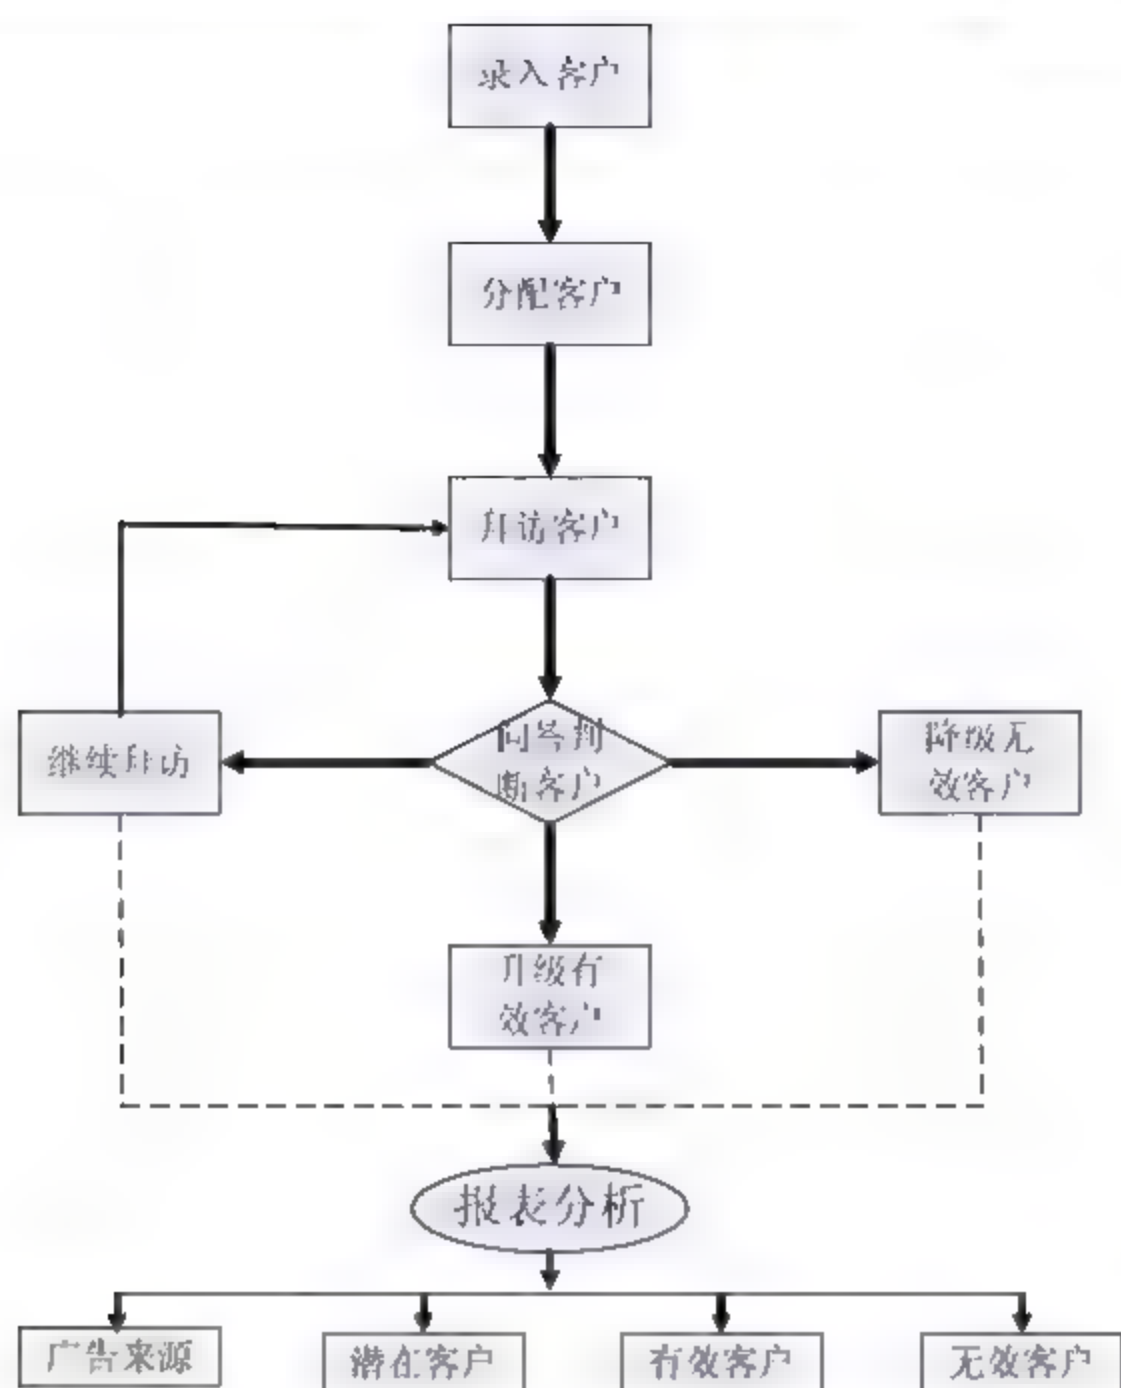 录入客户
分配客户
拜访客户
继续拜访
问卷判
断客户
降级无
效客户
升级有
效客户
报表分析
广告来源
潜在客户
有效客户
无效客户